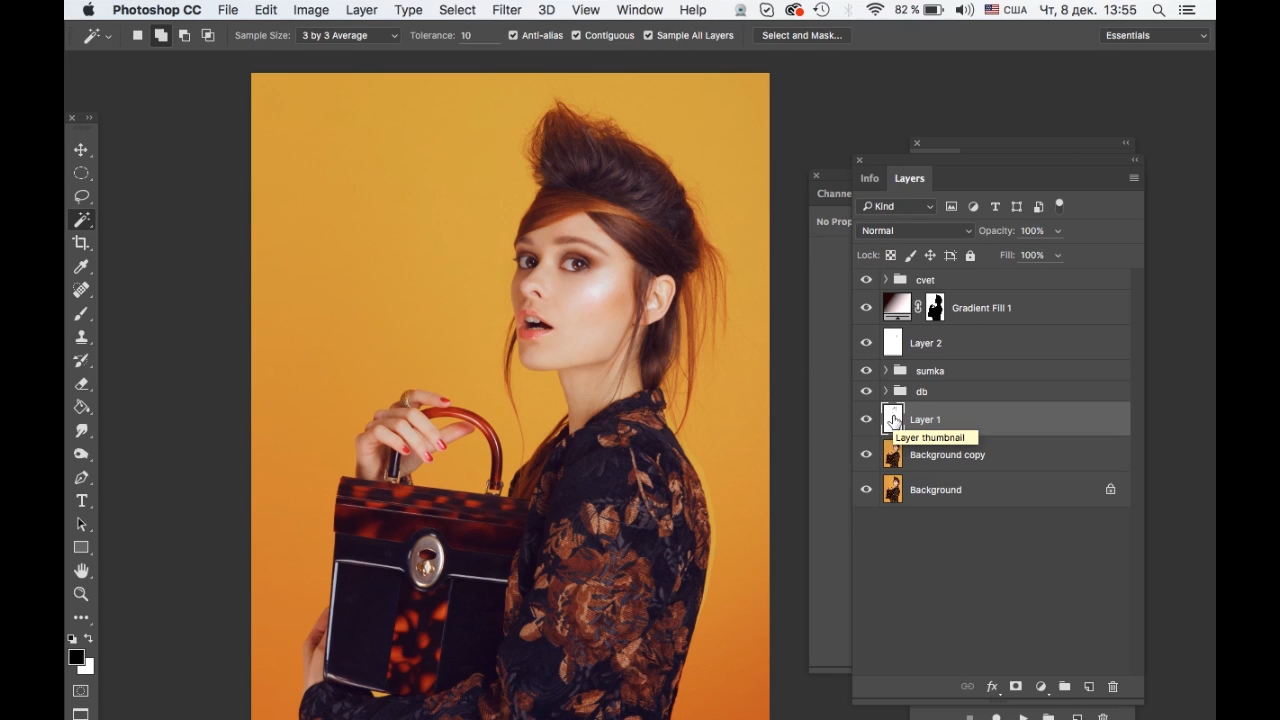 Photoshop CC File Edit Image Layer Type Select Filter 3D View Window Help 82 % США Чт, 8 дек. 13:55
Sample Size: 3 by 3 Average Tolerance: 10 Anti-alias Contiguous Sample All Layers Select and Mask... Essentials
Info Layers
Channe
Kind
No Prop
Normal Opacity: 100%
Lock: Fill: 100%
cvet
Gradient Fill 1
Layer 2
sumka
db
Layer 1
Layer thumbnail
Background copy
Background
fx